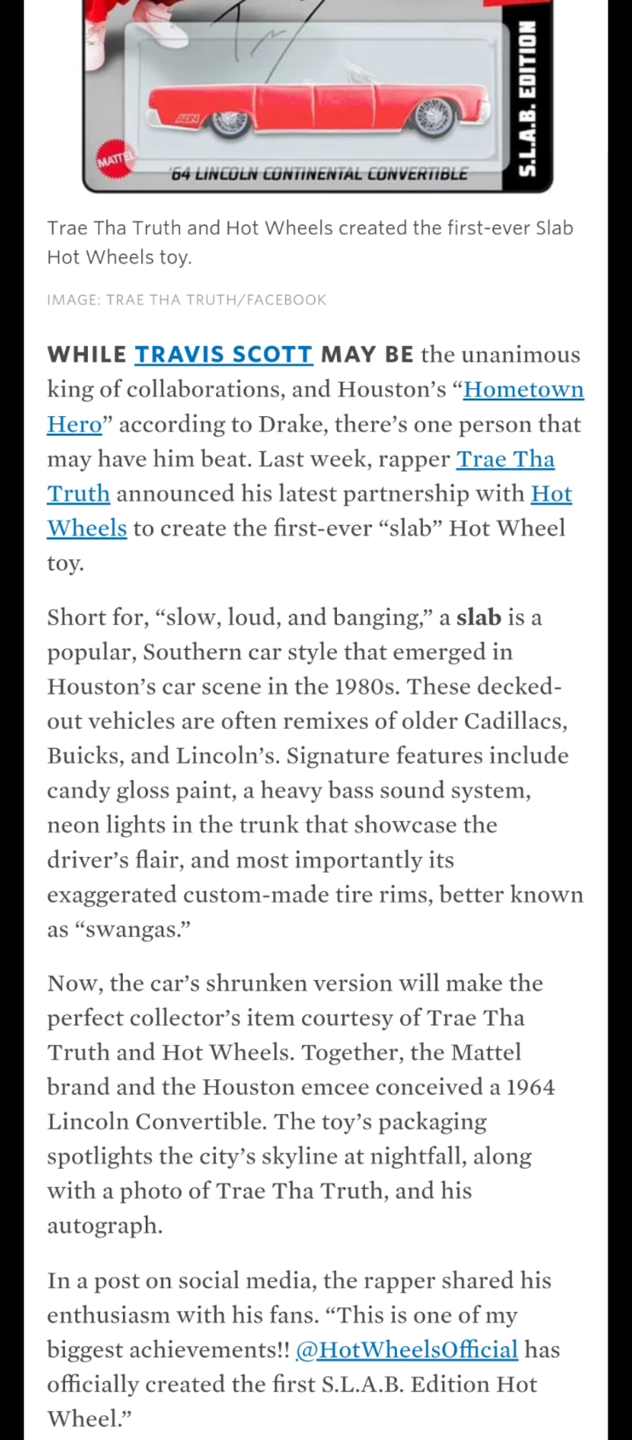 S.L.A.B. EDITION
ABN
MATTEL
'64 LINCOLN CONTINENTAL CONVERTIBLE
Trae Tha Truth and Hot Wheels created the first-ever Slab
Hot Wheels toy.
IMAGE: TRAE THA TRUTH/FACEBOOK
WHILE TRAVIS SCOTT MAY BE the unanimous
king of collaborations, and Houston’s “Hometown
Hero” according to Drake, there’s one person that
may have him beat. Last week, rapper Trae Tha
Truth announced his latest partnership with Hot
Wheels to create the first-ever “slab” Hot Wheel
toy.
Short for, “slow, loud, and banging,” a slab is a
popular, Southern car style that emerged in
Houston’s car scene in the 1980s. These decked-
out vehicles are often remixes of older Cadillacs,
Buicks, and Lincoln’s. Signature features include
candy gloss paint, a heavy bass sound system,
neon lights in the trunk that showcase the
driver’s flair, and most importantly its
exaggerated custom-made tire rims, better known
as “swangas.”
Now, the car’s shrunken version will make the
perfect collector’s item courtesy of Trae Tha
Truth and Hot Wheels. Together, the Mattel
brand and the Houston emcee conceived a 1964
Lincoln Convertible. The toy’s packaging
spotlights the city’s skyline at nightfall, along
with a photo of Trae Tha Truth, and his
autograph.
In a post on social media, the rapper shared his
enthusiasm with his fans. “This is one of my
biggest achievements!! @HotWheelsOfficial has
officially created the first S.L.A.B. Edition Hot
Wheel.”